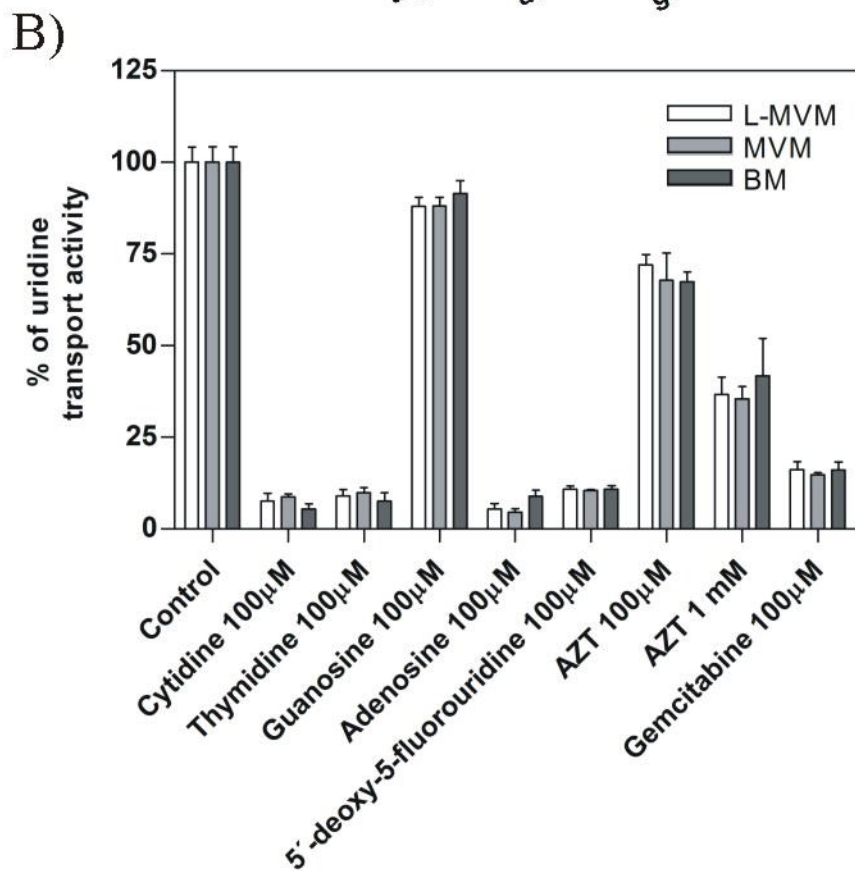 B)
125
100
75
50
25
0
% of uridine
transport activity
L-MVM
MVM
BM
Control
Cytidine 100μM
Thymidine 100μM
Guanosine 100μM
Adenosine 100μM
5´-deoxy-5-fluorouridine 100μM
AZT 100μM
AZT 1 mM
Gemcitabine 100μM